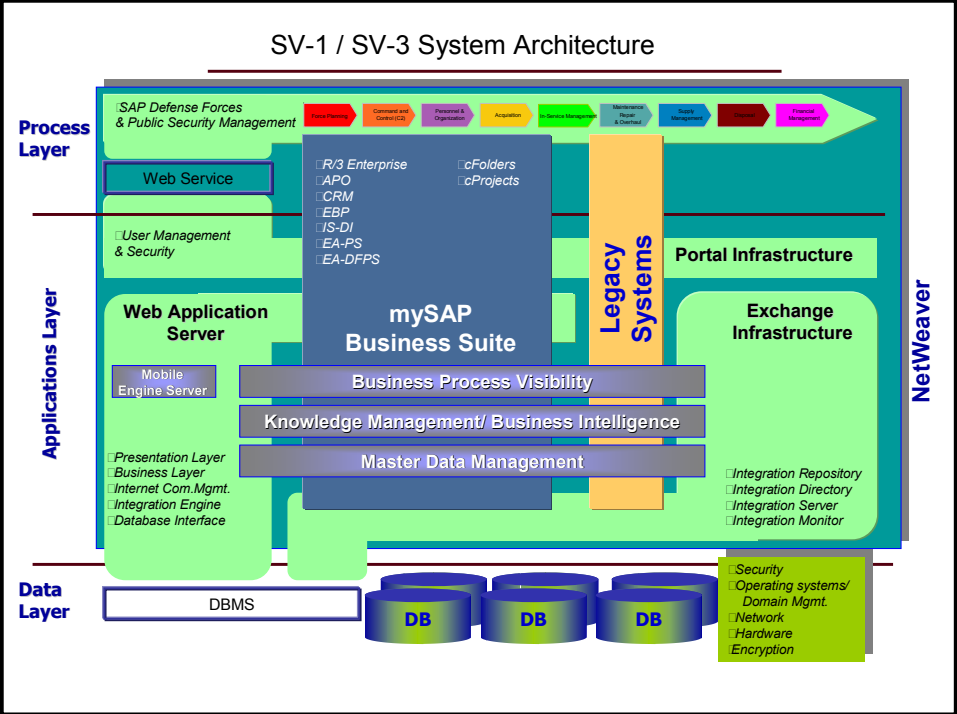 SV-1 / SV-3 System Architecture
SAP Defense Forces
& Public Security Management
Force Planning
Command and
Control (C2)
Personnel &
Organization
Acquisition
In-Service Management
Maintenance
Repair
& Overhaul
Supply
Management
Financial
Management
Process
Layer
Web Service
R/3 Enterprise
APO
CRM
EBP
IS-DI
EA-PS
EA-DFPS
cFolders
cProjects
User Management
& Security
Legacy
Systems
Portal Infrastructure
NetWeaver
Applications Layer
Web Application
Server
mySAP
Business Suite
Exchange
Infrastructure
Mobile
Engine Server
Business Process Visibility
Knowledge Management/ Business Intelligence
Master Data Management
Presentation Layer
Business Layer
Internet Com.Mgmt.
Integration Engine
Database Interface
Integration Repository
Integration Directory
Integration Server
Integration Monitor
Data
Layer
DBMS
DB
DB
DB
Security
Operating systems/
Domain Mgmt.
Network
Hardware
Encryption